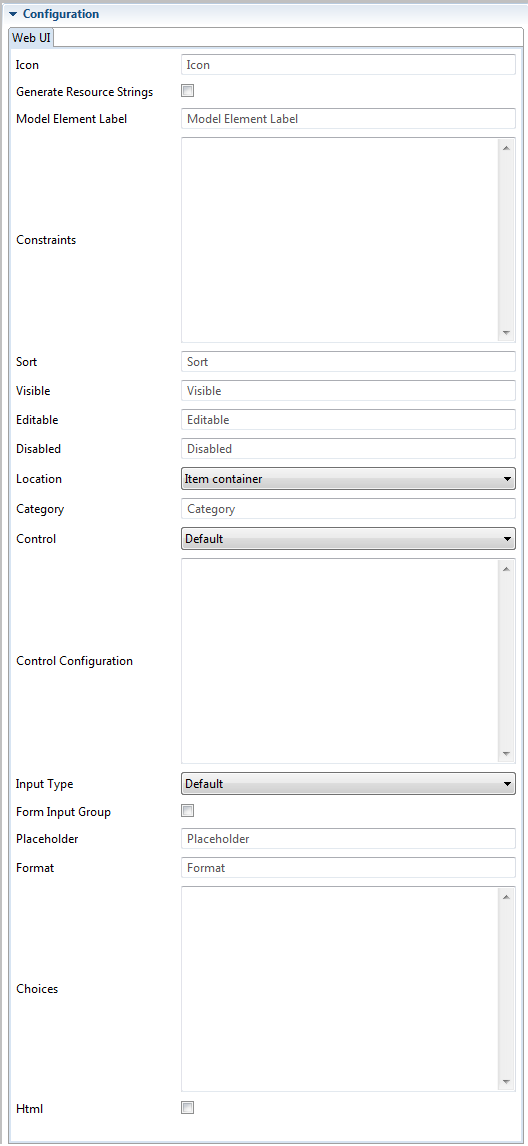 Configuration
Web UI
Icon Icon
Generate Resource Strings
Model Element Label Model Element Label
Constraints
Sort Sort
Visible Visible
Editable Editable
Disabled Disabled
Location Item container
Category Category
Control Default
Control Configuration
Input Type Default
Form Input Group
Placeholder Placeholder
Format Format
Choices
Html